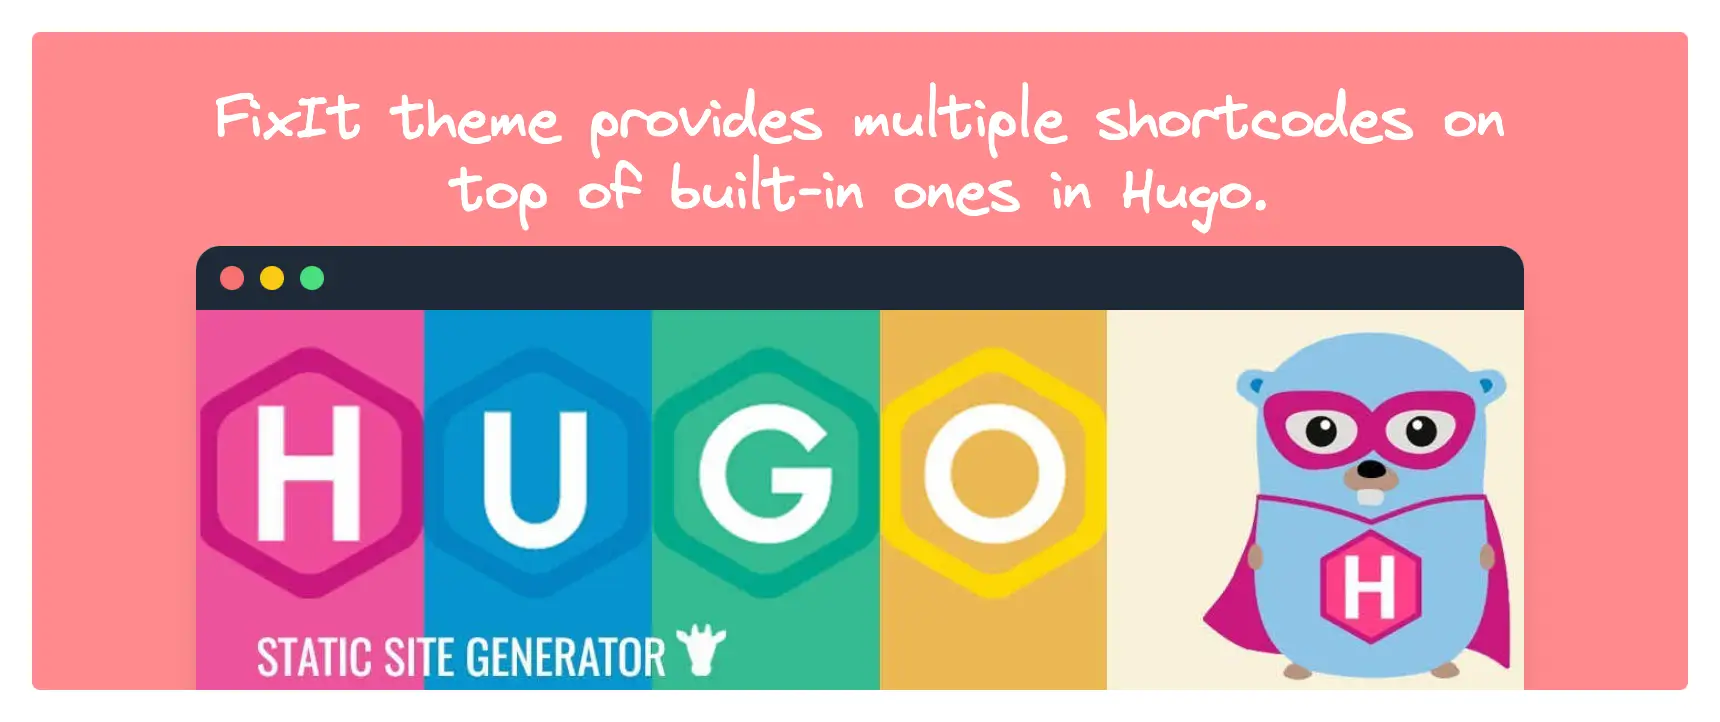 FixIt theme provides multiple shortcodes on
top of built-in ones in Hugo.
HUGO
H
STATIC SITE GENERATOR